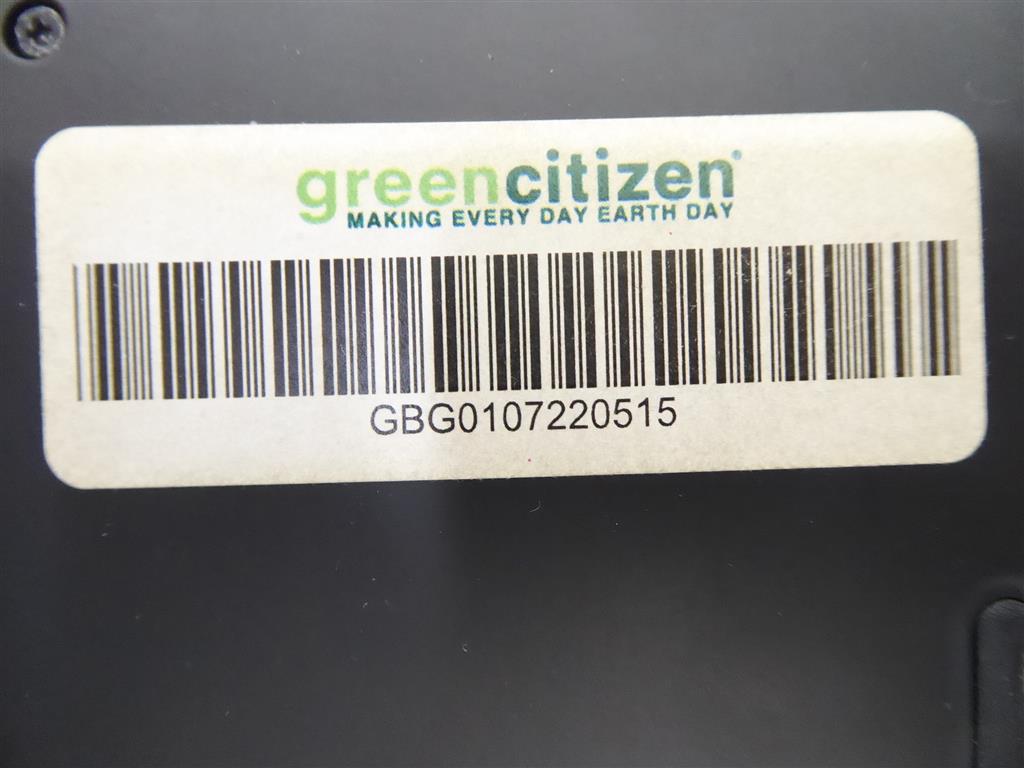 greencitizen®
MAKING EVERY DAY EARTH DAY
GBG0107220515